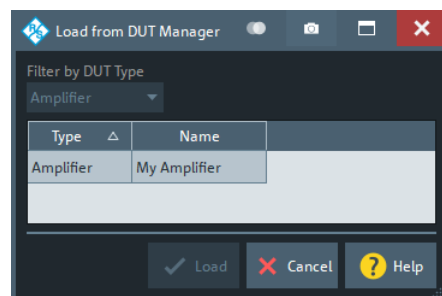 Load from DUT Manager
Filter by DUT Type
Amplifier
Type Name
Amplifier My Amplifier
Load Cancel ? Help